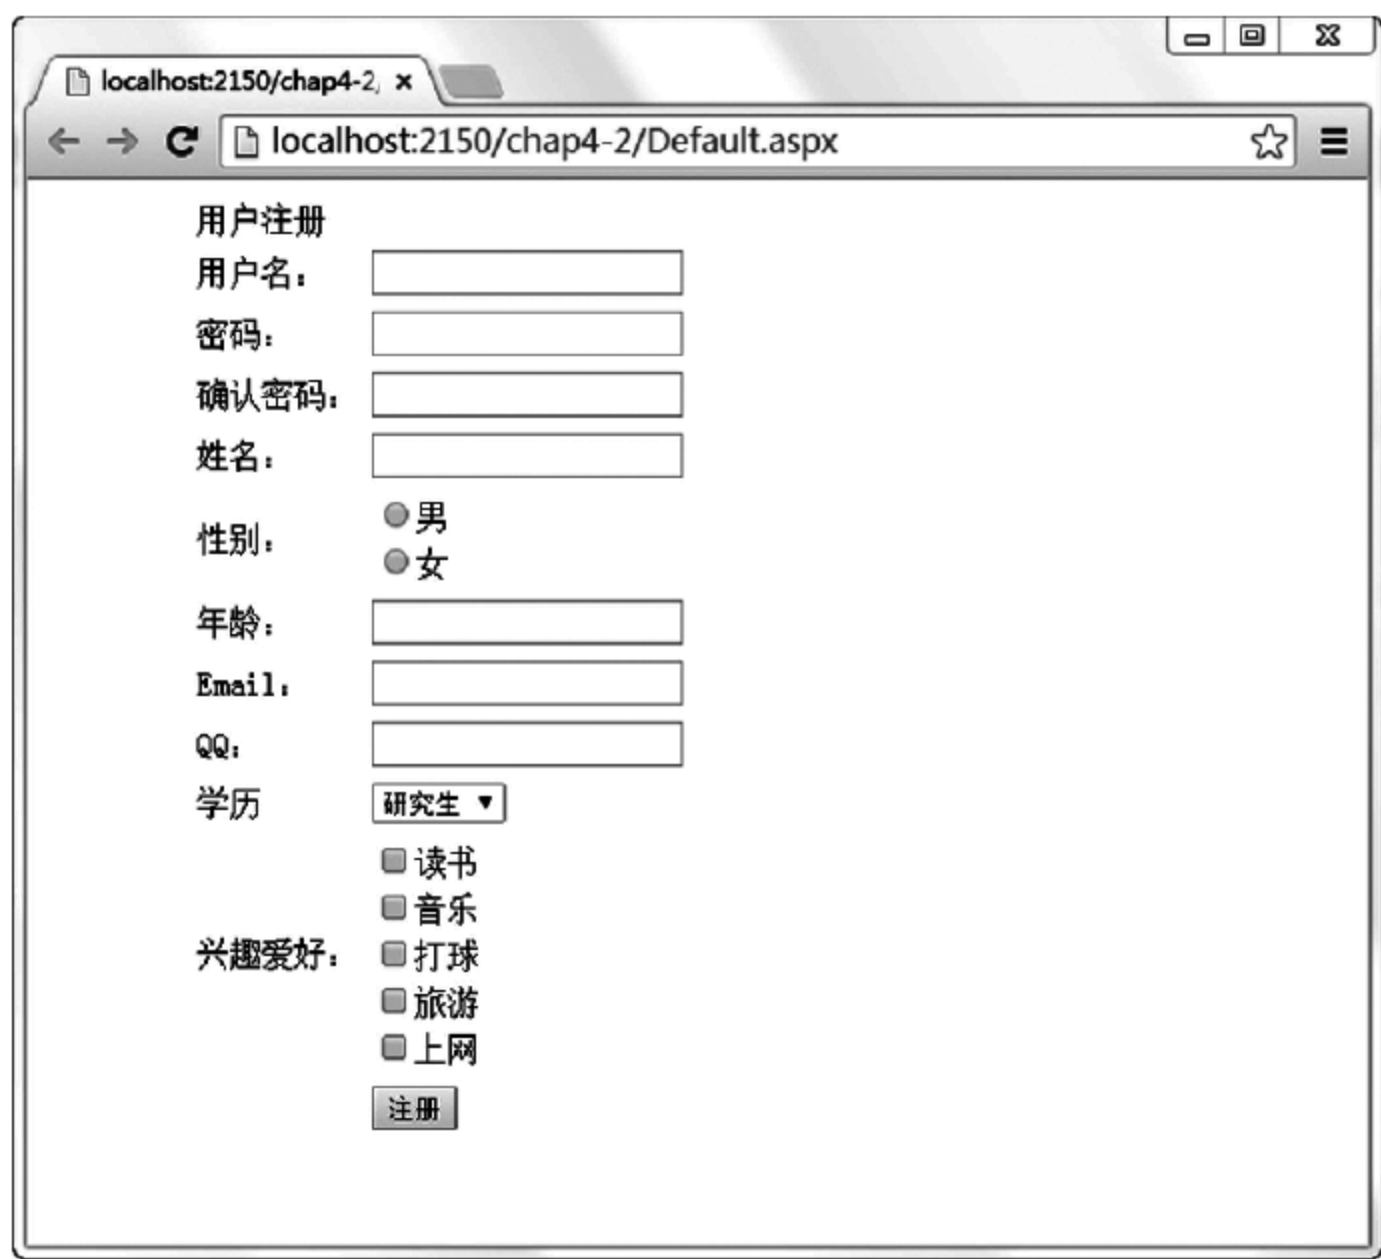 localhost:2150/chap4-2/
localhost:2150/chap4-2/Default.aspx
用户注册
用户名：
密码：
确认密码：
姓名：
性别：
男
女
年龄：
Email：
QQ：
学历
研究生
兴趣爱好：
读书
音乐
打球
旅游
上网
注册